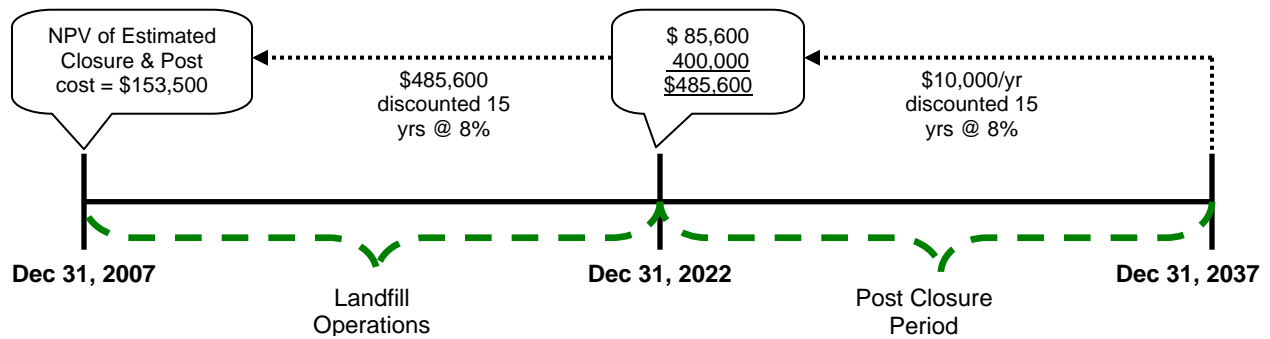 NPV of Estimated
Closure & Post
cost = $153,500
$485,600
discounted 15
yrs @ 8%
$ 85,600
400,000
$485,600
$10,000/yr
discounted 15
yrs @ 8%
Dec 31, 2007
Dec 31, 2022
Dec 31, 2037
Landfill
Operations
Post Closure
Period